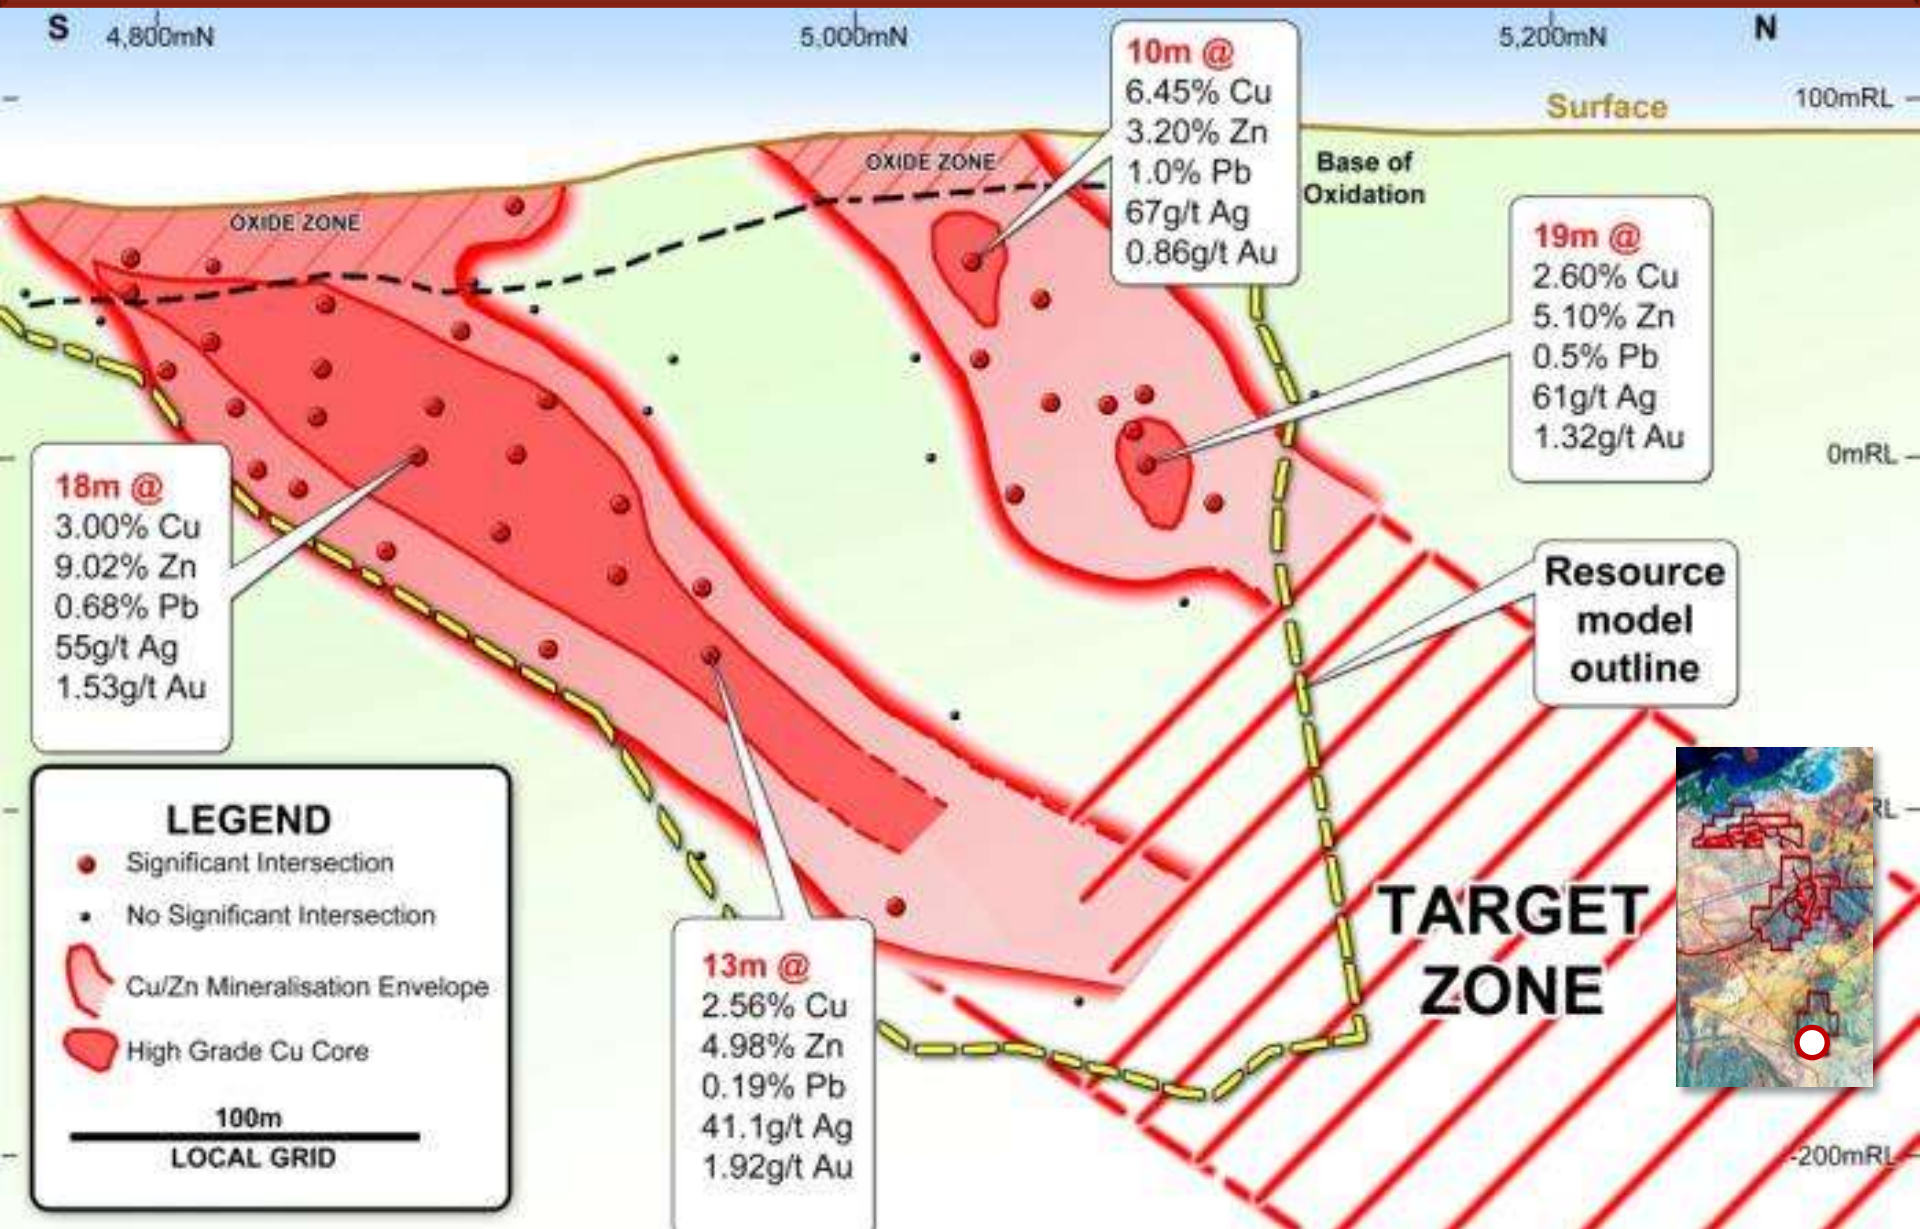 S
4,800mN
5,000mN
5,200mN
N
100mRL
Surface
10m @
6.45% Cu
3.20% Zn
1.0% Pb
67g/t Ag
0.86g/t Au
OXIDE ZONE
Base of
Oxidation
OXIDE ZONE
19m @
2.60% Cu
5.10% Zn
0.5% Pb
61g/t Ag
1.32g/t Au
0mRL
18m @
3.00% Cu
9.02% Zn
0.68% Pb
55g/t Ag
1.53g/t Au
Resource
model
outline
RL
TARGET
ZONE
13m @
2.56% Cu
4.98% Zn
0.19% Pb
41.1g/t Ag
1.92g/t Au
-200mRL
LEGEND
Significant Intersection
No Significant Intersection
Cu/Zn Mineralisation Envelope
High Grade Cu Core
100m
LOCAL GRID